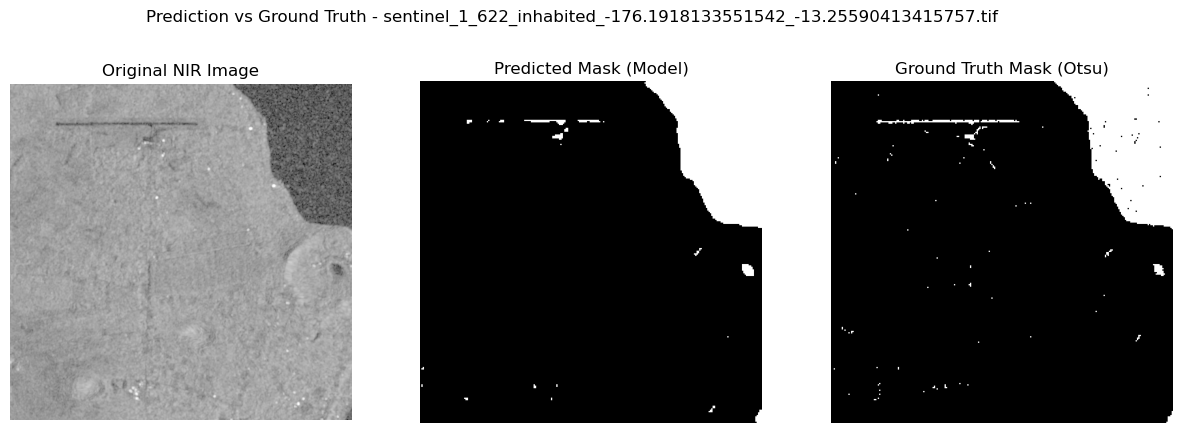 Prediction vs Ground Truth - sentinel_1_622_inhabited_-176.1918133551542_-13.25590413415757.tif
Original NIR Image
Predicted Mask (Model)
Ground Truth Mask (Otsu)